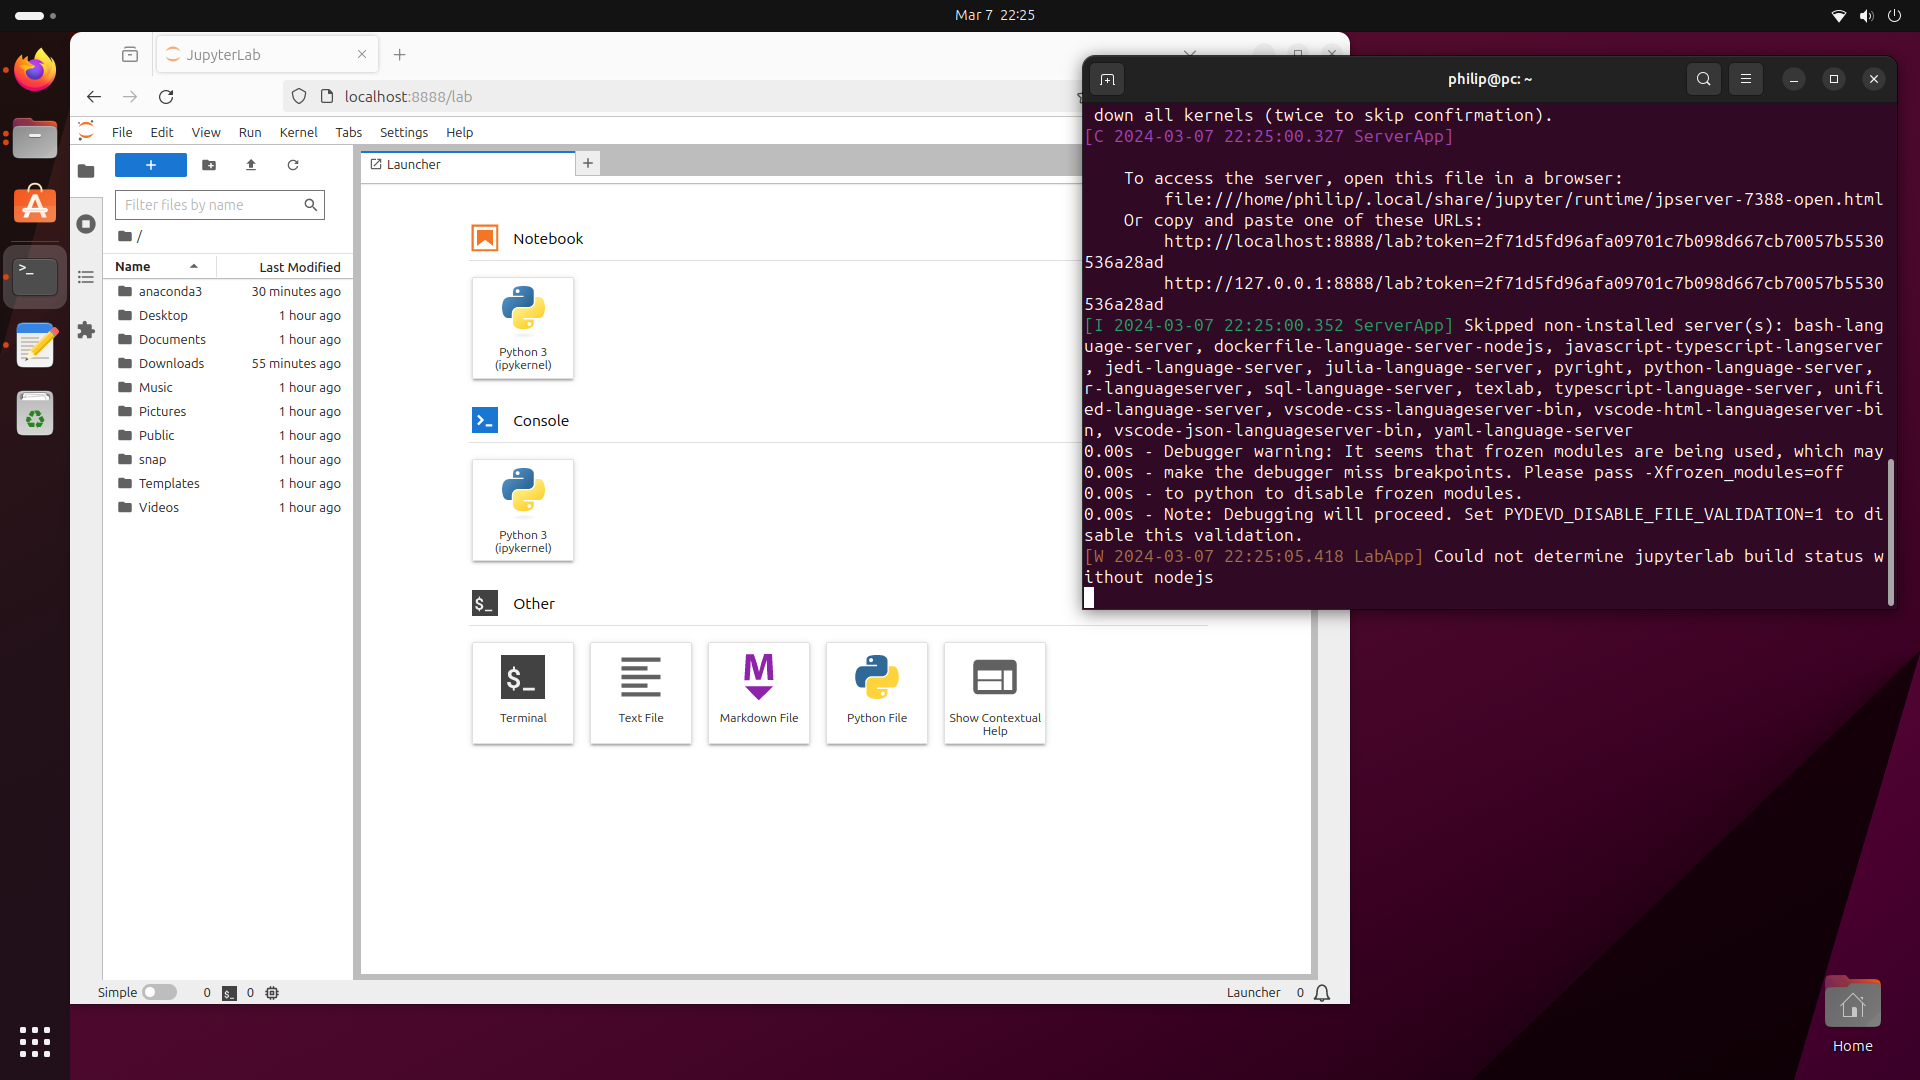 Mar 7 22:25
JupyterLab
localhost:8888/lab
File Edit View Run Kernel Tabs Settings Help
Launcher
Filter files by name
/
Name Last Modified
anaconda3 30 minutes ago
Desktop 1 hour ago
Documents 1 hour ago
Downloads 55 minutes ago
Music 1 hour ago
Pictures 1 hour ago
Public 1 hour ago
snap 1 hour ago
Templates 1 hour ago
Videos 1 hour ago
Notebook
Python 3
(ipykernel)
Console
Python 3
(ipykernel)
$_ Other
$_
Terminal
Text File
M
Markdown File
Python File
Show Contextual
Help
Simple 0 $_ 0
Launcher 0
philip@pc: ~
down all kernels (twice to skip confirmation).
[C 2024-03-07 22:25:00.327 ServerApp]
To access the server, open this file in a browser:
file:///home/philip/.local/share/jupyter/runtime/jpserver-7388-open.html
Or copy and paste one of these URLs:
http://localhost:8888/lab?token=2f71d5fd96afa09701c7b098d667cb70057b5530
536a28ad
http://127.0.0.1:8888/lab?token=2f71d5fd96afa09701c7b098d667cb70057b5530
536a28ad
[I 2024-03-07 22:25:00.352 ServerApp] Skipped non-installed server(s): bash-lang
uage-server, dockerfile-language-server-nodejs, javascript-typescript-langserver
, jedi-language-server, julia-language-server, pyright, python-language-server,
r-languageserver, sql-language-server, texlab, typescript-language-server, unifi
ed-language-server, vscode-css-languageserver-bin, vscode-html-languageserver-bi
n, vscode-json-languageserver-bin, yaml-language-server
0.00s - Debugger warning: It seems that frozen modules are being used, which may
0.00s - make the debugger miss breakpoints. Please pass -Xfrozen_modules=off
0.00s - to python to disable frozen modules.
0.00s - Note: Debugging will proceed. Set PYDEVD_DISABLE_FILE_VALIDATION=1 to di
sable this validation.
[W 2024-03-07 22:25:05.418 LabApp] Could not determine jupyterlab build status w
ithout nodejs
Home